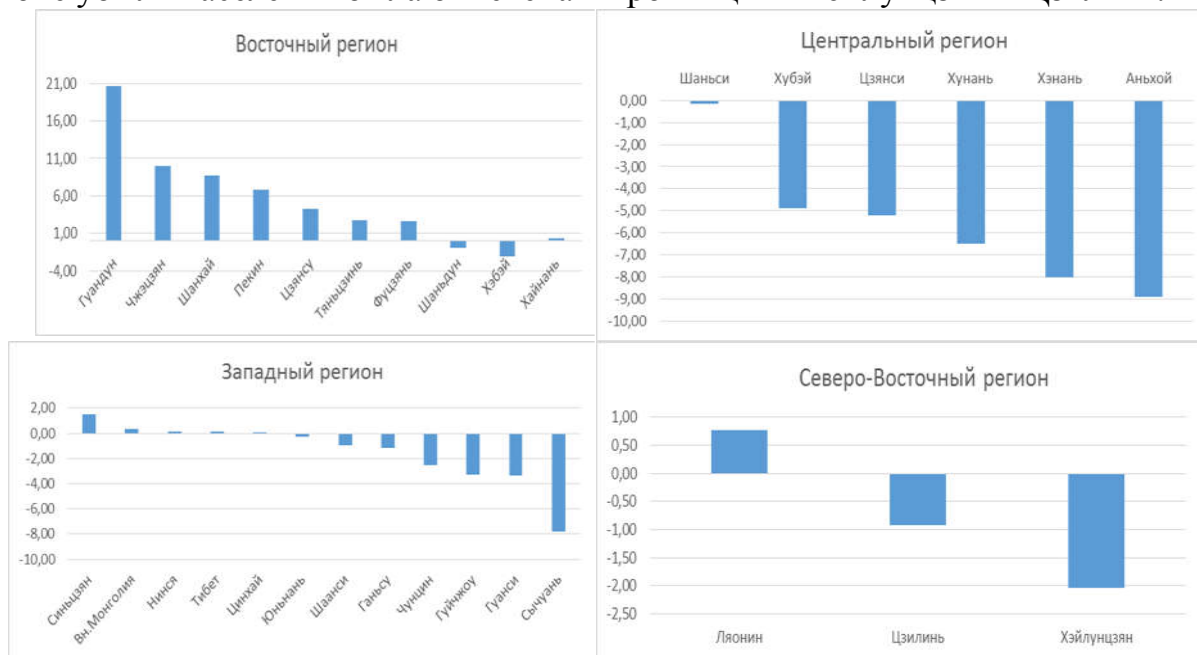 Восточный регион
21,00
16,00
11,00
6,00
1,00
-4,00
Гуандун
Чжэцзян
Шанхай
Пекин
Цзянсу
Тяньцзинь
Фуцзянь
Шаньдун
Хэбэй
Хайнань
Центральный регион
Шаньси Хубэй Цзянси Хунань Хэнань Аньхой
0,00
-1,00
-2,00
-3,00
-4,00
-5,00
-6,00
-7,00
-8,00
-9,00
-10,00
Западный регион
2,00
0,00
-2,00
-4,00
-6,00
-8,00
-10,00
Синьцзян
Вн.Монголия
Нинся
Тибет
Цинхай
Юньнань
Шаанси
Ганьсу
Чунцин
Гуйчжоу
Гуанси
Сычуань
Северо-Восточный регион
1,00
0,50
0,00
-0,50
-1,00
-1,50
-2,00
-2,50
Ляонин Цзилинь Хэйлунцзян